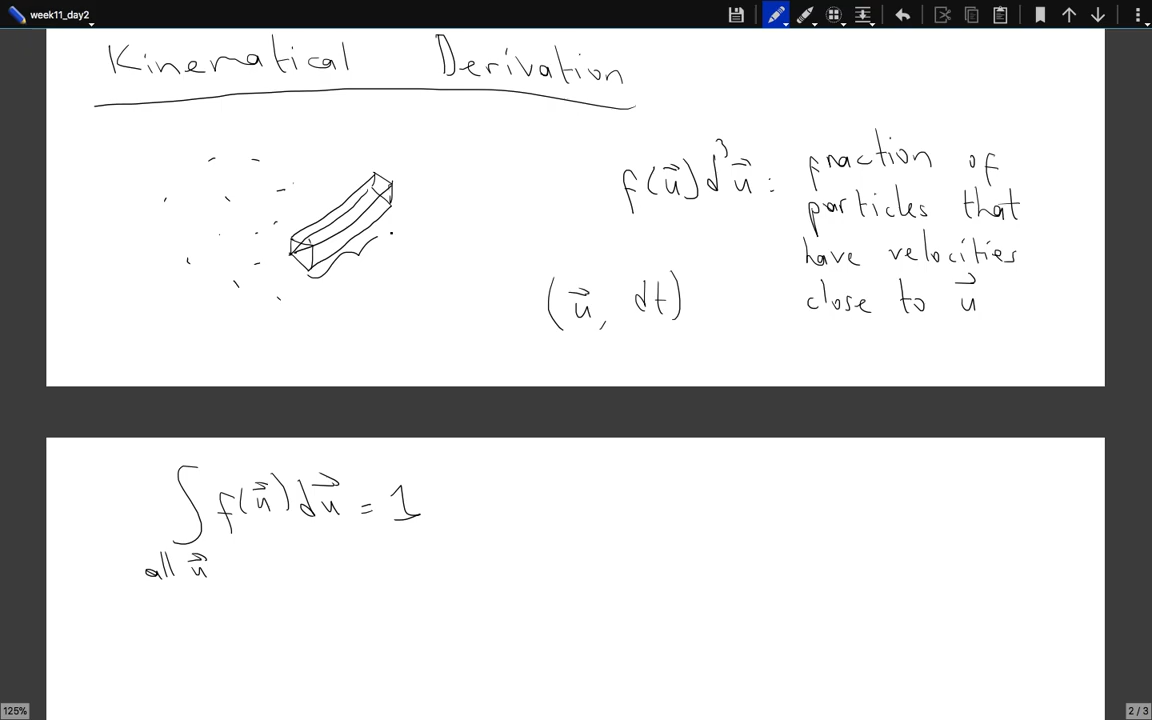 week11_day2
Kinematical Derivation
f(u⃗)d³u⃗ : fraction of
particles that
have velocities
close to u⃗
(u⃗, dt)
∫ f(u⃗)du⃗ = 1
all u⃗
125%
2 / 3